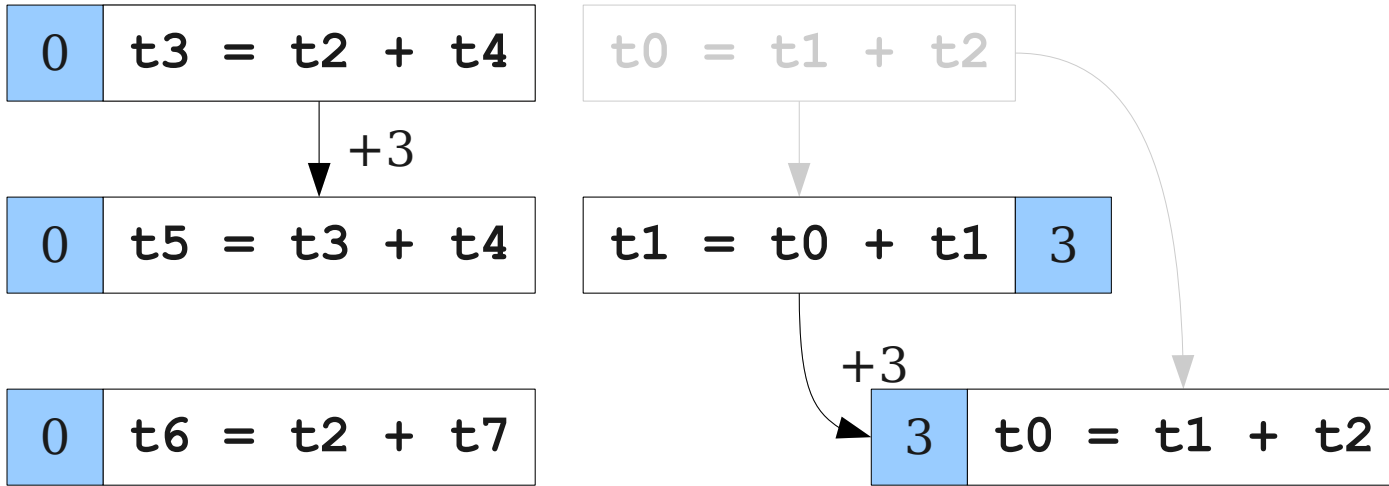 0 t3 = t2 + t4
t0 = t1 + t2
+3
0 t5 = t3 + t4
t1 = t0 + t1 3
+3
0 t6 = t2 + t7
3 t0 = t1 + t2